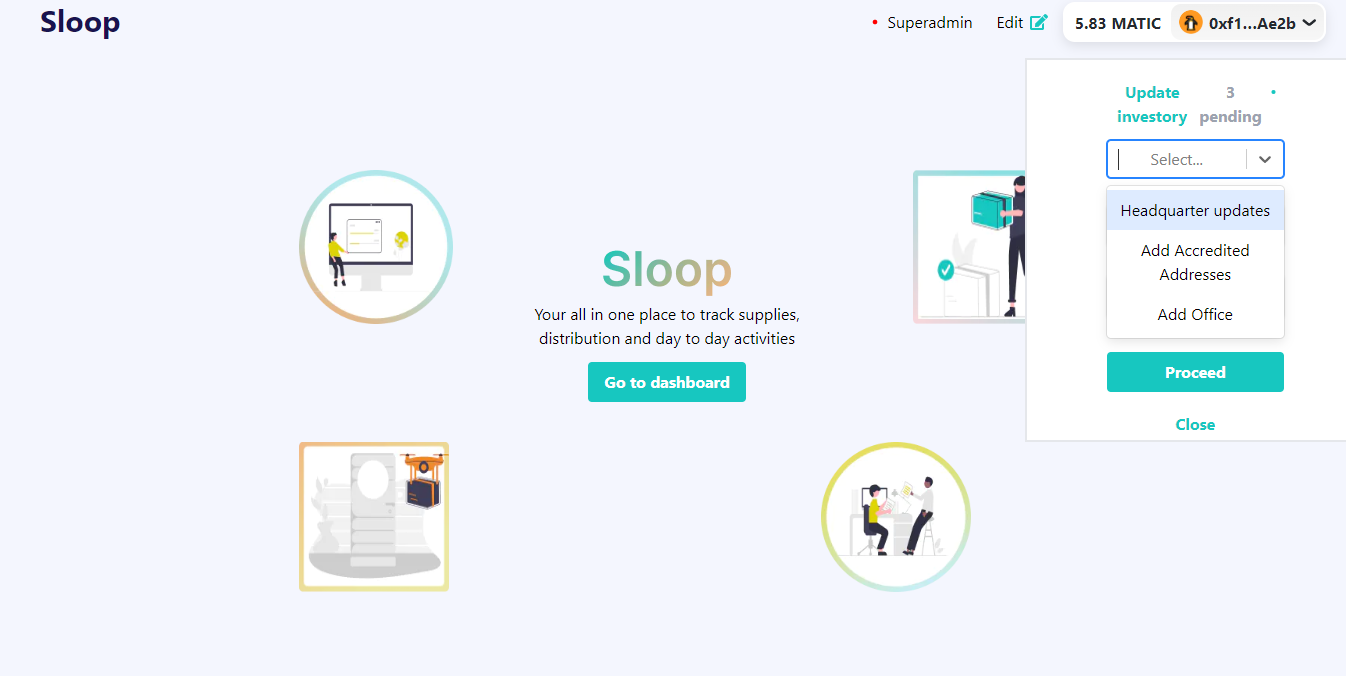 Sloop
Superadmin
Edit
5.83 MATIC
0xf1...Ae2b
Update
investory
3
pending
Select...
Headquarter updates
Add Accredited
Addresses
Add Office
Proceed
Close
Sloop
Your all in one place to track supplies,
distribution and day to day activities
Go to dashboard